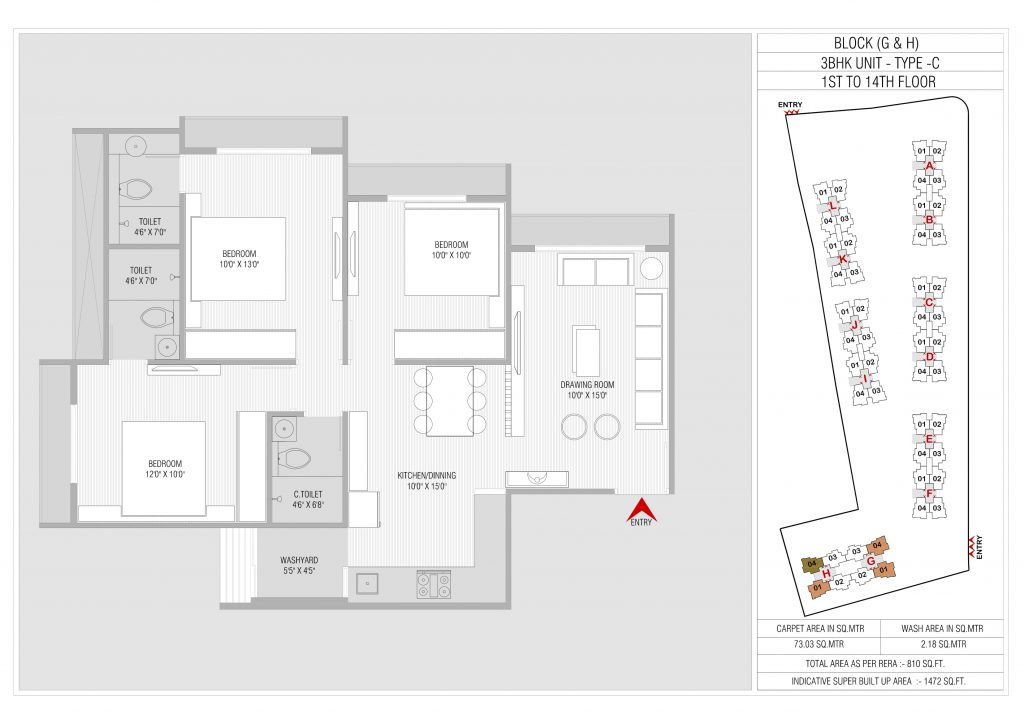 BLOCK (G & H)
3BHK UNIT - TYPE -C
1ST TO 14TH FLOOR
TOILET
4'6" X 7'0"
TOILET
4'6" X 7'0"
BEDROOM
10'0" X 13'0"
BEDROOM
10'0" X 10'0"
DRAWING ROOM
10'0" X 15'0"
BEDROOM
12'0" X 10'0"
C.TOILET
4'6" X 6'8"
KITCHEN/DINNING
10'0" X 15'0"
WASHYARD
5'5" X 4'5"
ENTRY
ENTRY
01 02
A
04 03
01 02
B
04 03
01 02
L
04 03
01 02
K
04 03
01 02
C
04 03
01 02
D
04 03
01 02
J
04 03
01 02
I
04 03
01 02
E
04 03
01 02
F
04 03
ENTRY
04 03 03 04
H G
01 02 02 01
CARPET AREA IN SQ.MTR WASH AREA IN SQ.MTR
73.03 SQ.MTR 2.18 SQ.MTR
TOTAL AREA AS PER RERA :- 810 SQ.FT.
INDICATIVE SUPER BUILT UP AREA :- 1472 SQ.FT.